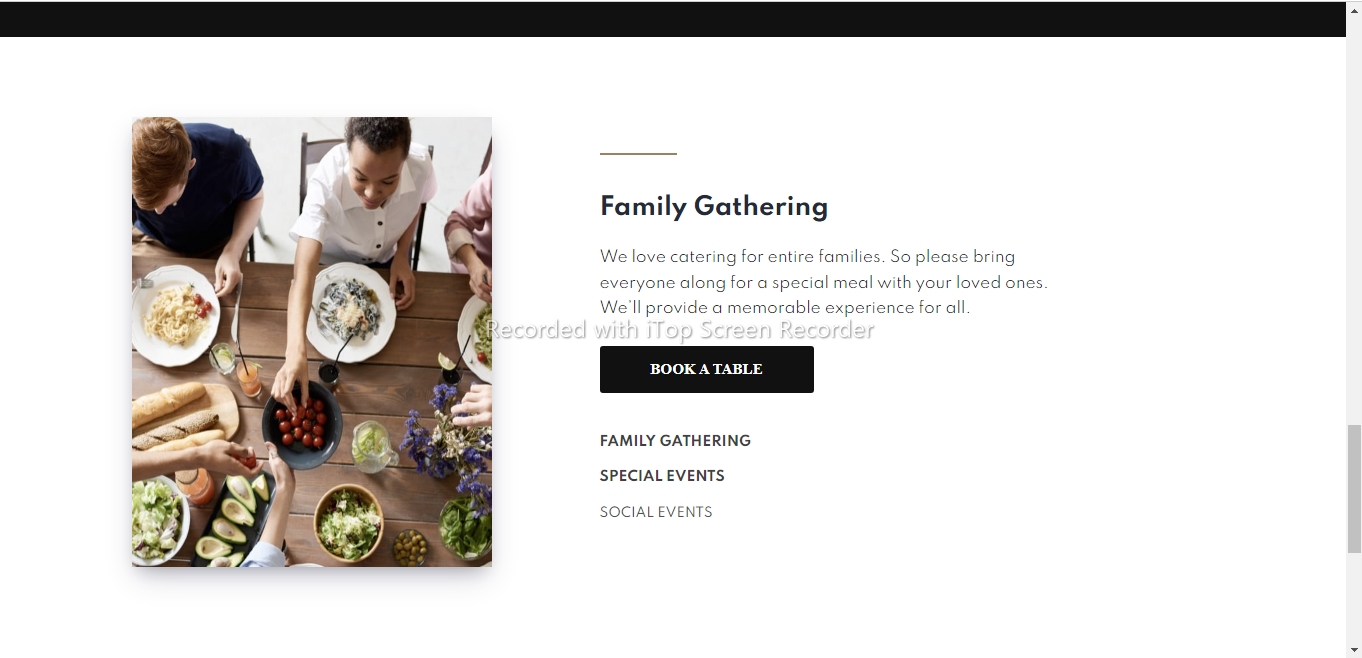 Family Gathering
We love catering for entire families. So please bring
everyone along for a special meal with your loved ones.
We'll provide a memorable experience for all.
Recorded with iTop Screen Recorder
BOOK A TABLE
FAMILY GATHERING
SPECIAL EVENTS
SOCIAL EVENTS